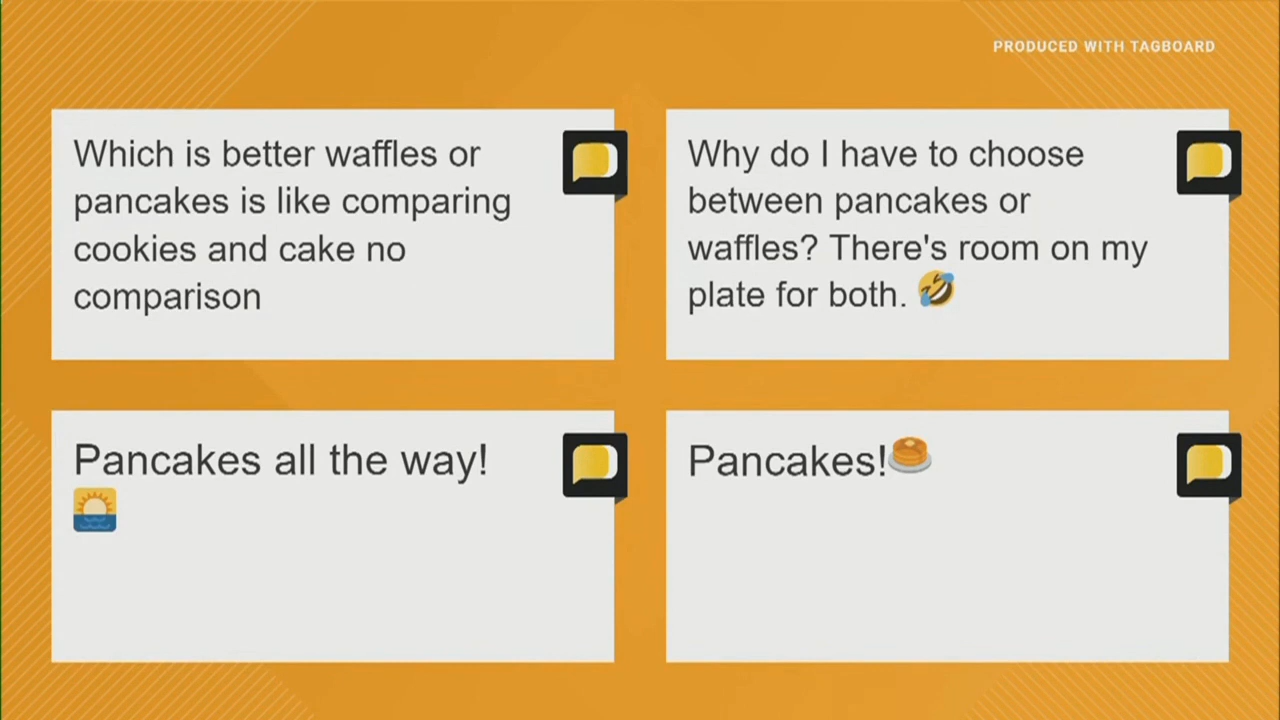 PRODUCED WITH TAGBOARD
Which is better waffles or
pancakes is like comparing
cookies and cake no
comparison
Why do I have to choose
between pancakes or
waffles? There's room on my
plate for both. 🤣
Pancakes all the way!
🌅
Pancakes!🥞